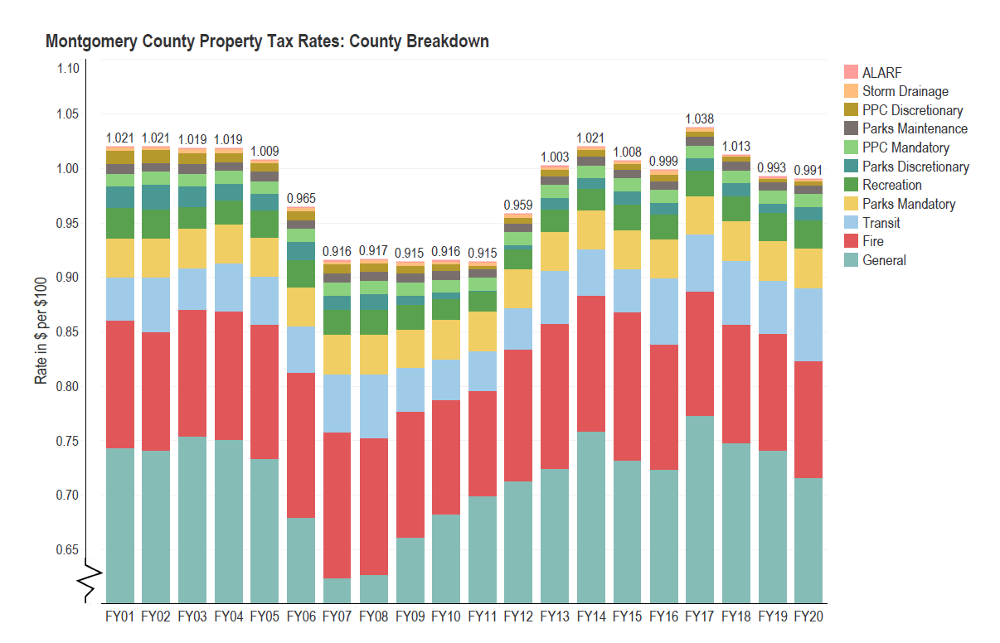 Montgomery County Property Tax Rates: County Breakdown
1.10
1.05
1.00
0.95
0.90
0.85
0.80
0.75
0.70
0.65
Rate in $ per $100
1.021 1.021 1.019 1.019 1.009 0.965 0.916 0.917 0.915 0.916 0.915 0.959 1.003 1.021 1.008 0.999 1.038 1.013 0.993 0.991
FY01 FY02 FY03 FY04 FY05 FY06 FY07 FY08 FY09 FY10 FY11 FY12 FY13 FY14 FY15 FY16 FY17 FY18 FY19 FY20
ALARF
Storm Drainage
PPC Discretionary
Parks Maintenance
PPC Mandatory
Parks Discretionary
Recreation
Parks Mandatory
Transit
Fire
General